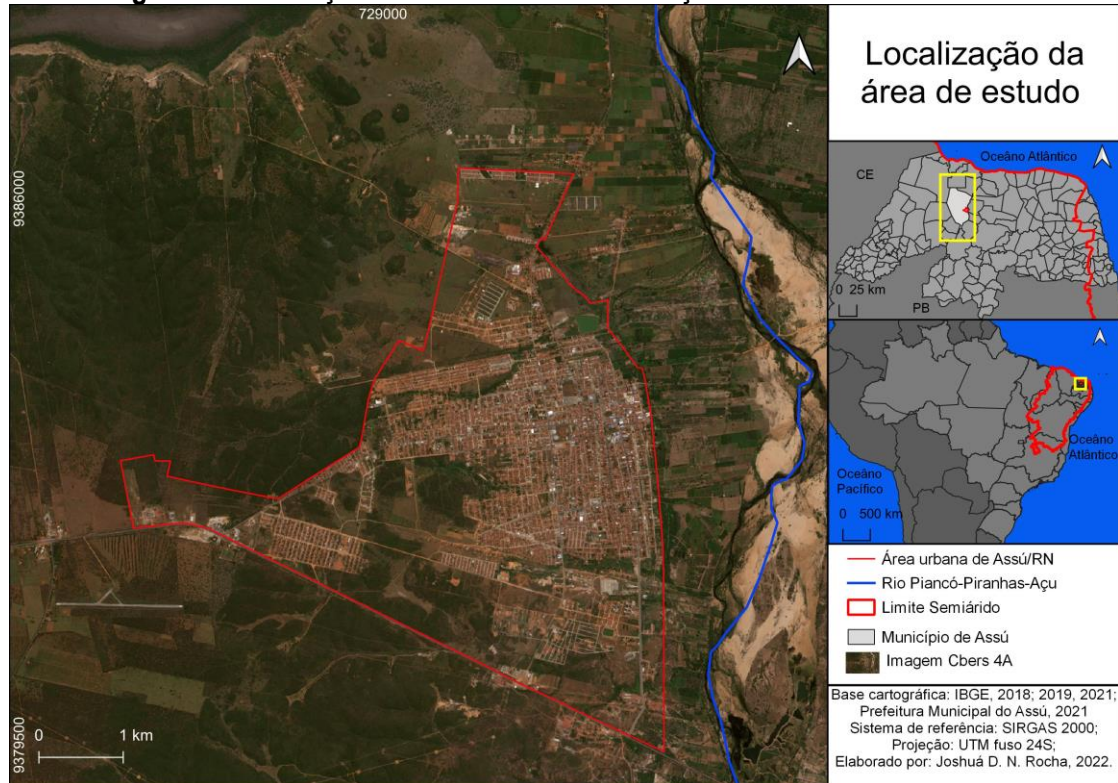 729000
9386000
9379500
0 1 km
Localização da
área de estudo
Oceano Atlântico
CE
0 25 km
PB
Oceano
Atlântico
Oceâno
Pacífico
0 500 km
Área urbana de Assú/RN
Rio Piancó-Piranhas-Açu
Limite Semiárido
Município de Assú
Imagem Cbers 4A
Base cartográfica: IBGE, 2018; 2019, 2021;
Prefeitura Municipal do Assú, 2021
Sistema de referência: SIRGAS 2000;
Projeção: UTM fuso 24S;
Elaborado por: Joshuá D. N. Rocha, 2022.